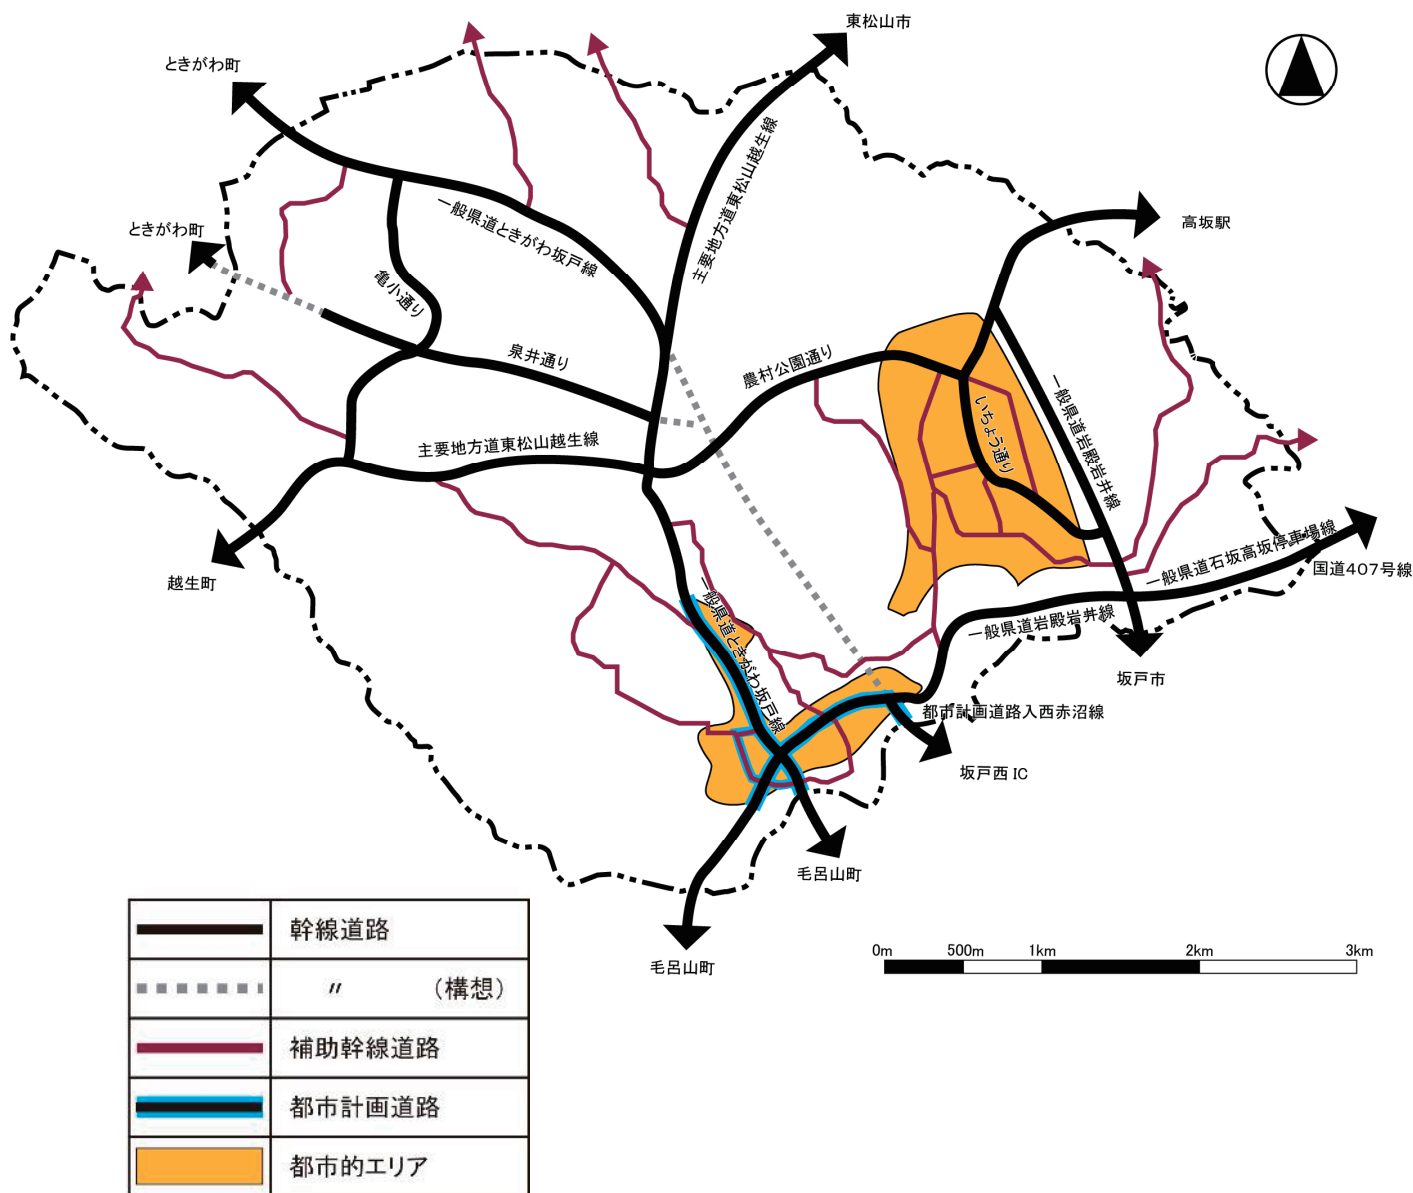 東松山市
ときがわ町
主要地方道東松山越生線
高坂駅
ときがわ町
一般県道ときがわ坂戸線
亀小通り
泉井通り
農村公園通り
一般県道岩殿岩井線
いちょう通り
主要地方道東松山越生線
越生町
一般県道石坂高坂停車場線
国道407号線
一般県道岩殿岩井線
一般県道ときがわ坂戸線
坂戸市
都市計画道路入西赤沼線
坂戸西IC
毛呂山町
毛呂山町
0m 500m 1km 2km 3km
幹線道路
〃 (構想)
補助幹線道路
都市計画道路
都市的エリア